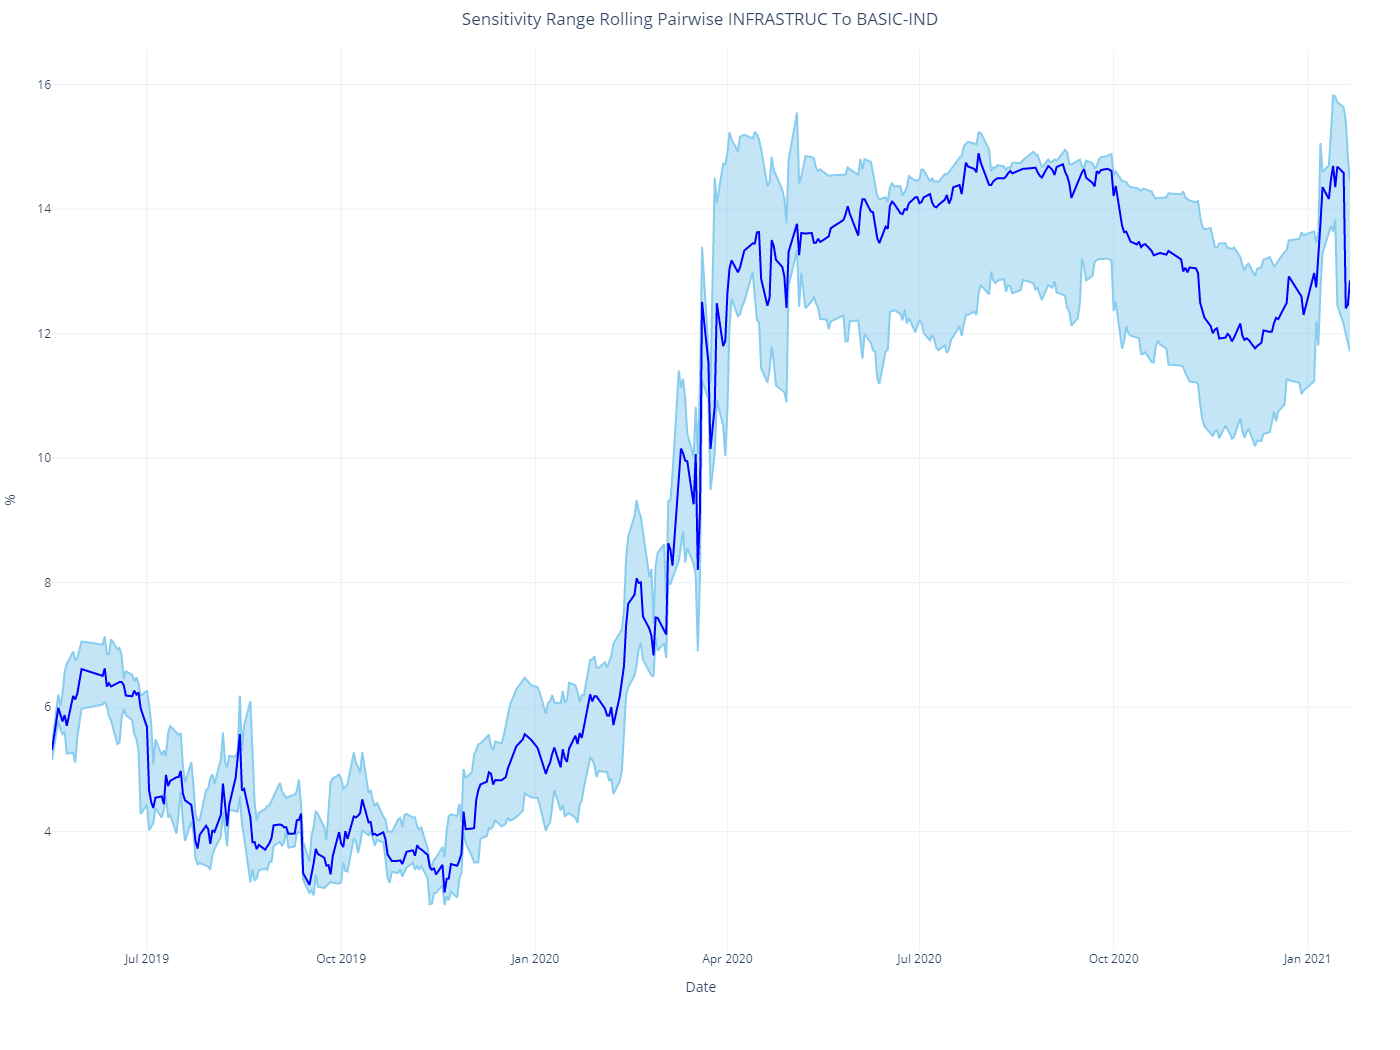 Sensitivity Range Rolling Pairwise INFRASTRUC To BASIC-IND
16
14
12
10
8
6
4
%
Jul 2019
Oct 2019
Jan 2020
Apr 2020
Jul 2020
Oct 2020
Jan 2021
Date